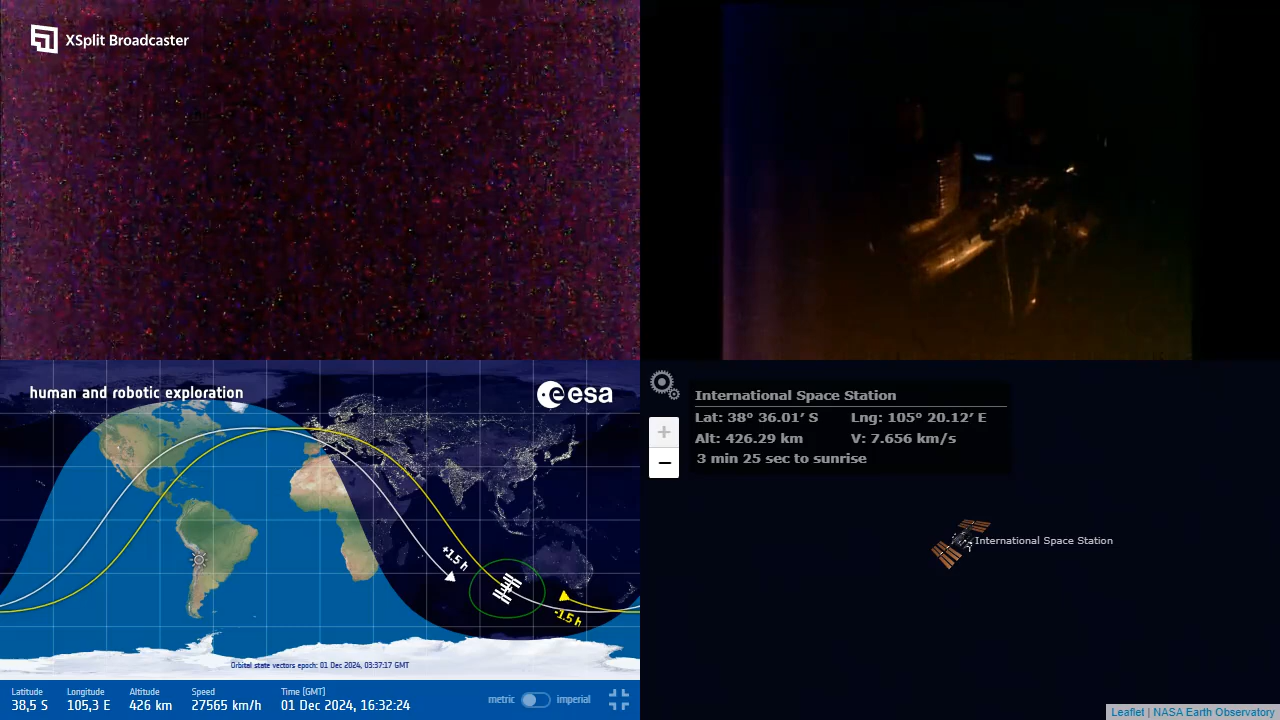 XSplit Broadcaster
human and robotic exploration
esa
+1.5 h
-1.5 h
Orbital state vectors epoch: 01 Dec 2024, 03:37:17 GMT
Latitude Longitude Altitude Speed Time [GMT]
38,5 S 105,3 E 426 km 27565 km/h 01 Dec 2024, 16:32:24
metric imperial
International Space Station
Lat: 38° 36.01′ S Lng: 105° 20.12′ E
Alt: 426.29 km V: 7.656 km/s
3 min 25 sec to sunrise
+
−
International Space Station
Leaflet | NASA Earth Observatory